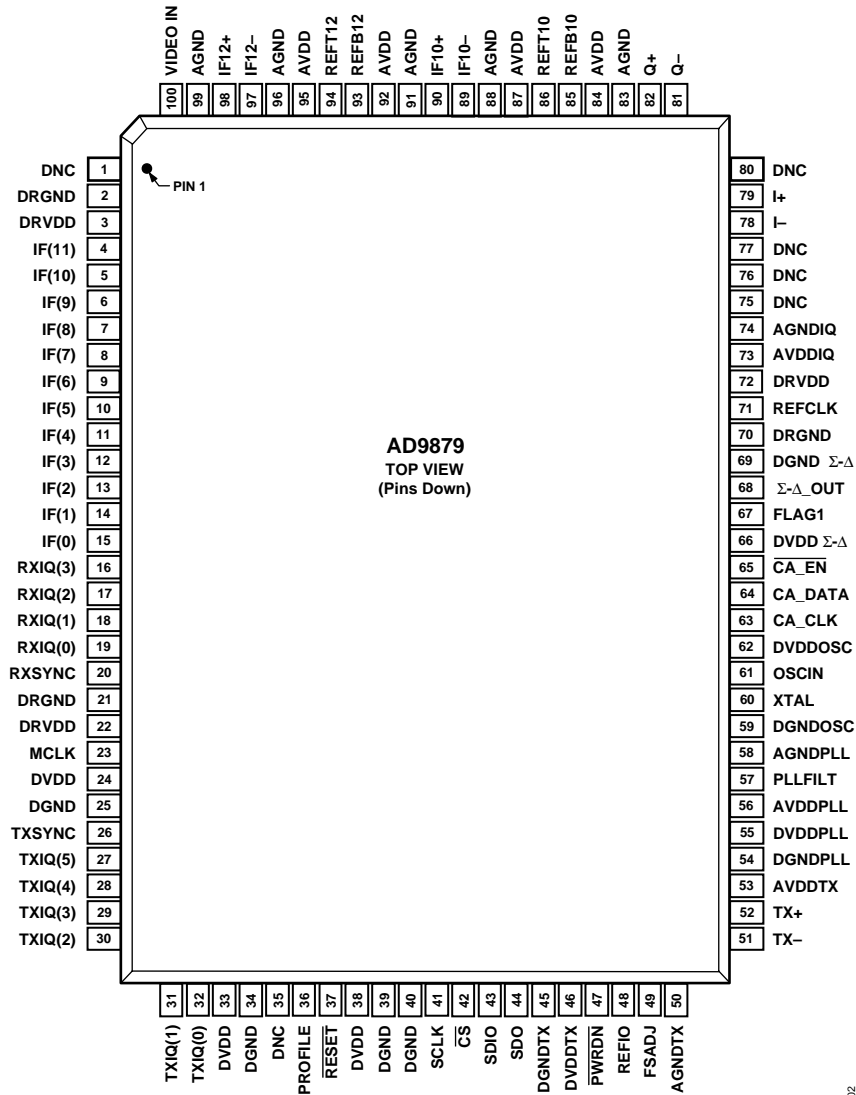 VIDEO IN
AGND
IF12+
IF12–
AGND
AVDD
REFT12
REFB12
AVDD
AGND
IF10+
IF10–
AGND
AVDD
REFT10
REFB10
AVDD
AGND
Q+
Q–
100 99 98 97 96 95 94 93 92 91 90 89 88 87 86 85 84 83 82 81
DNC 1
DRGND 2
DRVDD 3
IF(11) 4
IF(10) 5
IF(9) 6
IF(8) 7
IF(7) 8
IF(6) 9
IF(5) 10
IF(4) 11
IF(3) 12
IF(2) 13
IF(1) 14
IF(0) 15
RXIQ(3) 16
RXIQ(2) 17
RXIQ(1) 18
RXIQ(0) 19
RXSYNC 20
DRGND 21
DRVDD 22
MCLK 23
DVDD 24
DGND 25
TXSYNC 26
TXIQ(5) 27
TXIQ(4) 28
TXIQ(3) 29
TXIQ(2) 30
PIN 1
AD9879
TOP VIEW
(Pins Down)
80 DNC
79 I+
78 I–
77 DNC
76 DNC
75 DNC
74 AGNDIQ
73 AVDDIQ
72 DRVDD
71 REFCLK
70 DRGND
69 DGND Σ-Δ
68 Σ-Δ_OUT
67 FLAG1
66 DVDD Σ-Δ
65 CA_EN
64 CA_DATA
63 CA_CLK
62 DVDDOSC
61 OSCIN
60 XTAL
59 DGNDOSC
58 AGNDPLL
57 PLLFILT
56 AVDDPLL
55 DVDDPLL
54 DGNDPLL
53 AVDDTX
52 TX+
51 TX–
31 32 33 34 35 36 37 38 39 40 41 42 43 44 45 46 47 48 49 50
TXIQ(1)
TXIQ(0)
DVDD
DGND
DNC
PROFILE
RESET
DVDD
DGND
DGND
SCLK
CS
SDIO
SDO
DGNDTX
DVDDTX
PWRDN
REFIO
FSADJ
AGNDTX